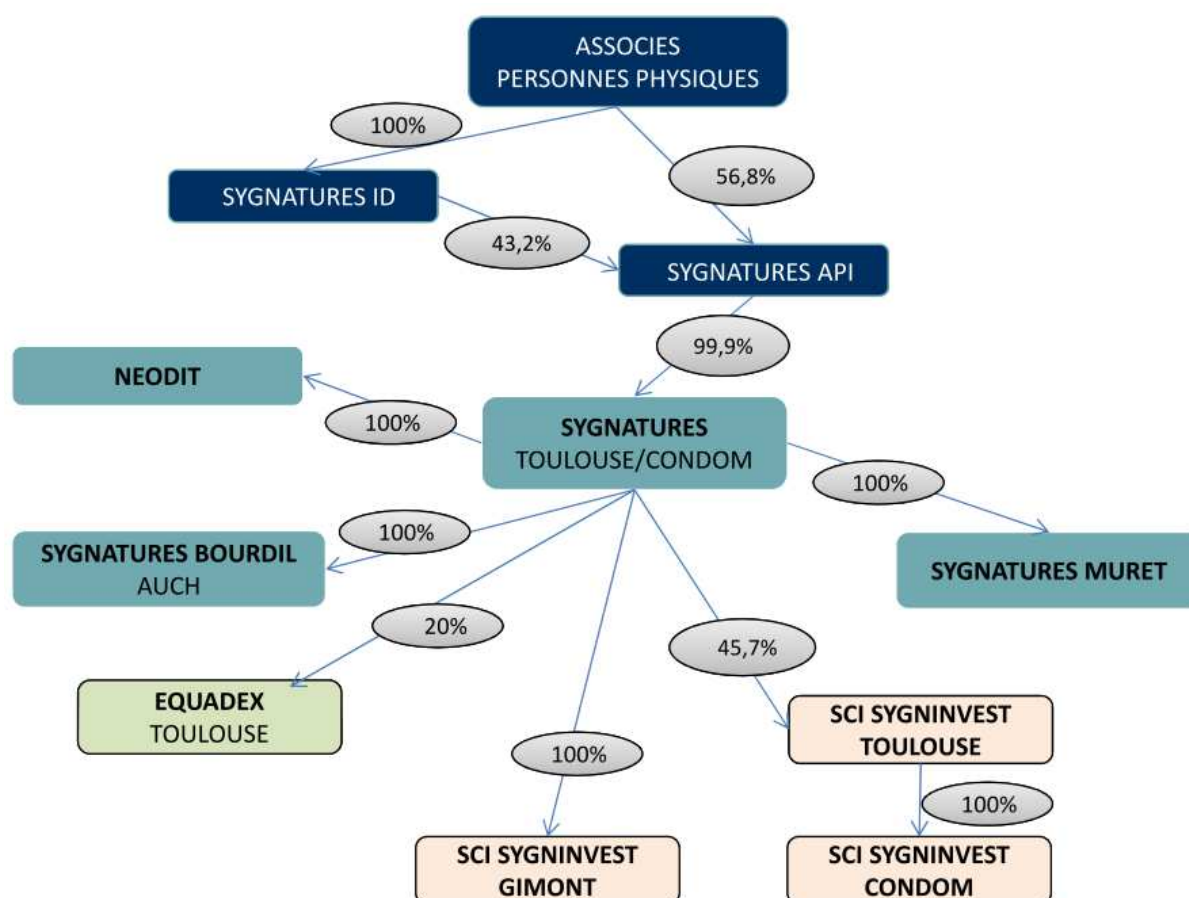 ASSOCIES
PERSONNES PHYSIQUES
100%
56,8%
SYGNATURES ID
43,2%
SYGNATURES API
99,9%
NEODIT
100%
SYGNATURES
TOULOUSE/CONDOM
100%
100%
SYGNATURES BOURDIL
AUCH
SYGNATURES MURET
20%
45,7%
EQUADEX
TOULOUSE
SCI SYGNINVEST
TOULOUSE
100%
100%
SCI SYGNINVEST
GIMONT
SCI SYGNINVEST
CONDOM